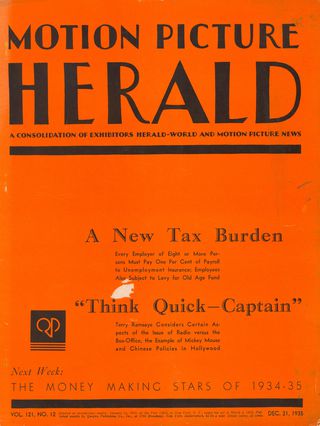 MOTION PICTURE
HERALD
A CONSOLIDATION OF EXHIBITORS HERALD-WORLD AND MOTION PICTURE NEWS
A New Tax Burden
Every Employer of Eight or More Per-
sons Must Pay One Per Cent of Payroll
to Unemployment Insurance; Employees
Also Subject to Levy for Old Age Fund
"Think Quick—Captain"
Terry Ramsaye Considers Certain As-
pects of the Issue of Radio versus the
Box-Office, the Example of Mickey Mouse
and Chinese Policies in Hollywood
QP
Next Week:
THE MONEY MAKING STARS OF 1934-35
VOL. 121, NO. 12
DEC. 21, 1935